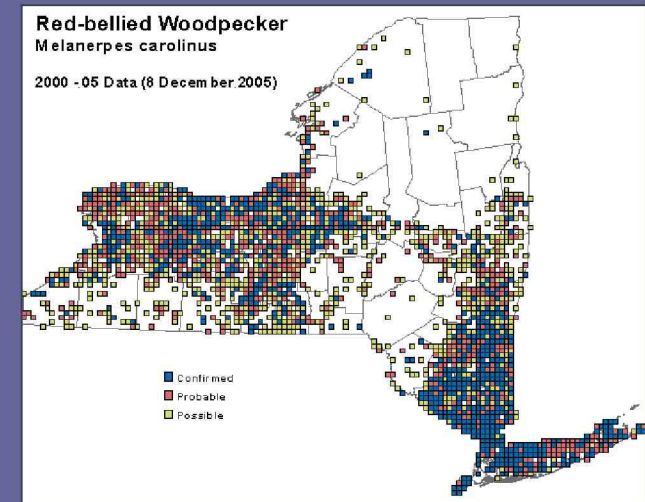 Red-bellied Woodpecker
Melanerpes carolinus
2000 -05 Data (8 December 2005)
Confirmed
Probable
Possible